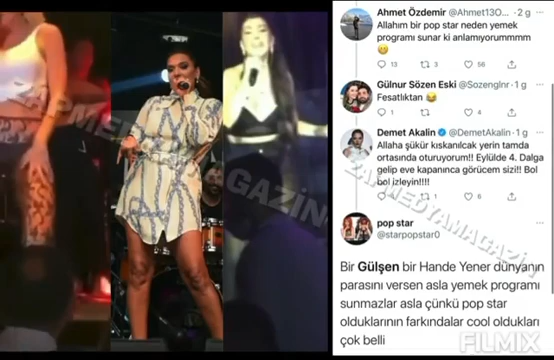 Ahmet Özdemir @Ahmet13O... · 2 g
Allahım bir pop star neden yemek
programı sunar ki anlamıyorummmm
13
3
56
Gülnur Sözen Eski @Sozenglnr · 1 g
Fesatlıktan 😂
1
4
Demet Akalin @DemetAkalin · 1 g
Allaha şükür kıskanılcak yerin tamda
ortasında oturuyorum!! Eylülde 4. Dalga
gelip eve kapanınca görücem sizi!! Bol
bol izleyin!!!!
6
pop star
@starpopstar0
Bir Gülşen bir Hande Yener dünyanın
parasını versen asla yemek programı
sunmazlar asla çünkü pop star
olduklarının farkındalar cool oldukları
çok belli
ZAPMEDYAMAGAZİN
ZAPMEDYAMAGAZİN
FILMIX